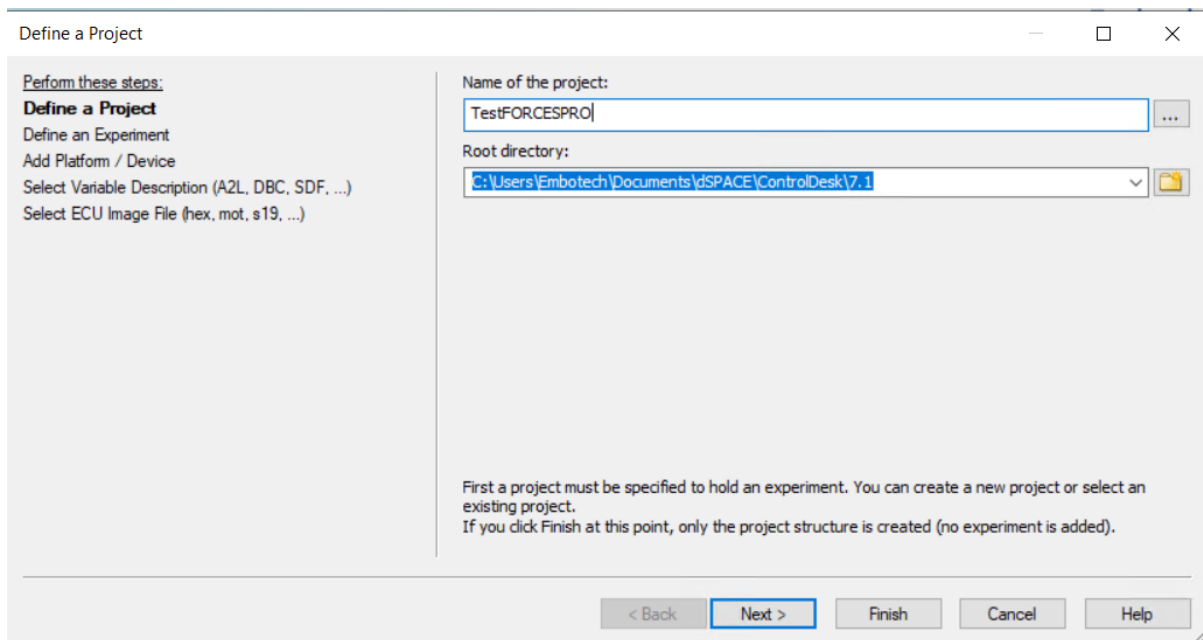 Define a Project
Perform these steps:
Define a Project
Define an Experiment
Add Platform / Device
Select Variable Description (A2L, DBC, SDF, ...)
Select ECU Image File (hex, mot, s19, ...)
Name of the project:
TestFORCESPRO
...
Root directory:
C:\Users\Embotech\Documents\dSPACE\ControlDesk\7.1
First a project must be specified to hold an experiment. You can create a new project or select an
existing project.
If you click Finish at this point, only the project structure is created (no experiment is added).
< Back Next > Finish Cancel Help